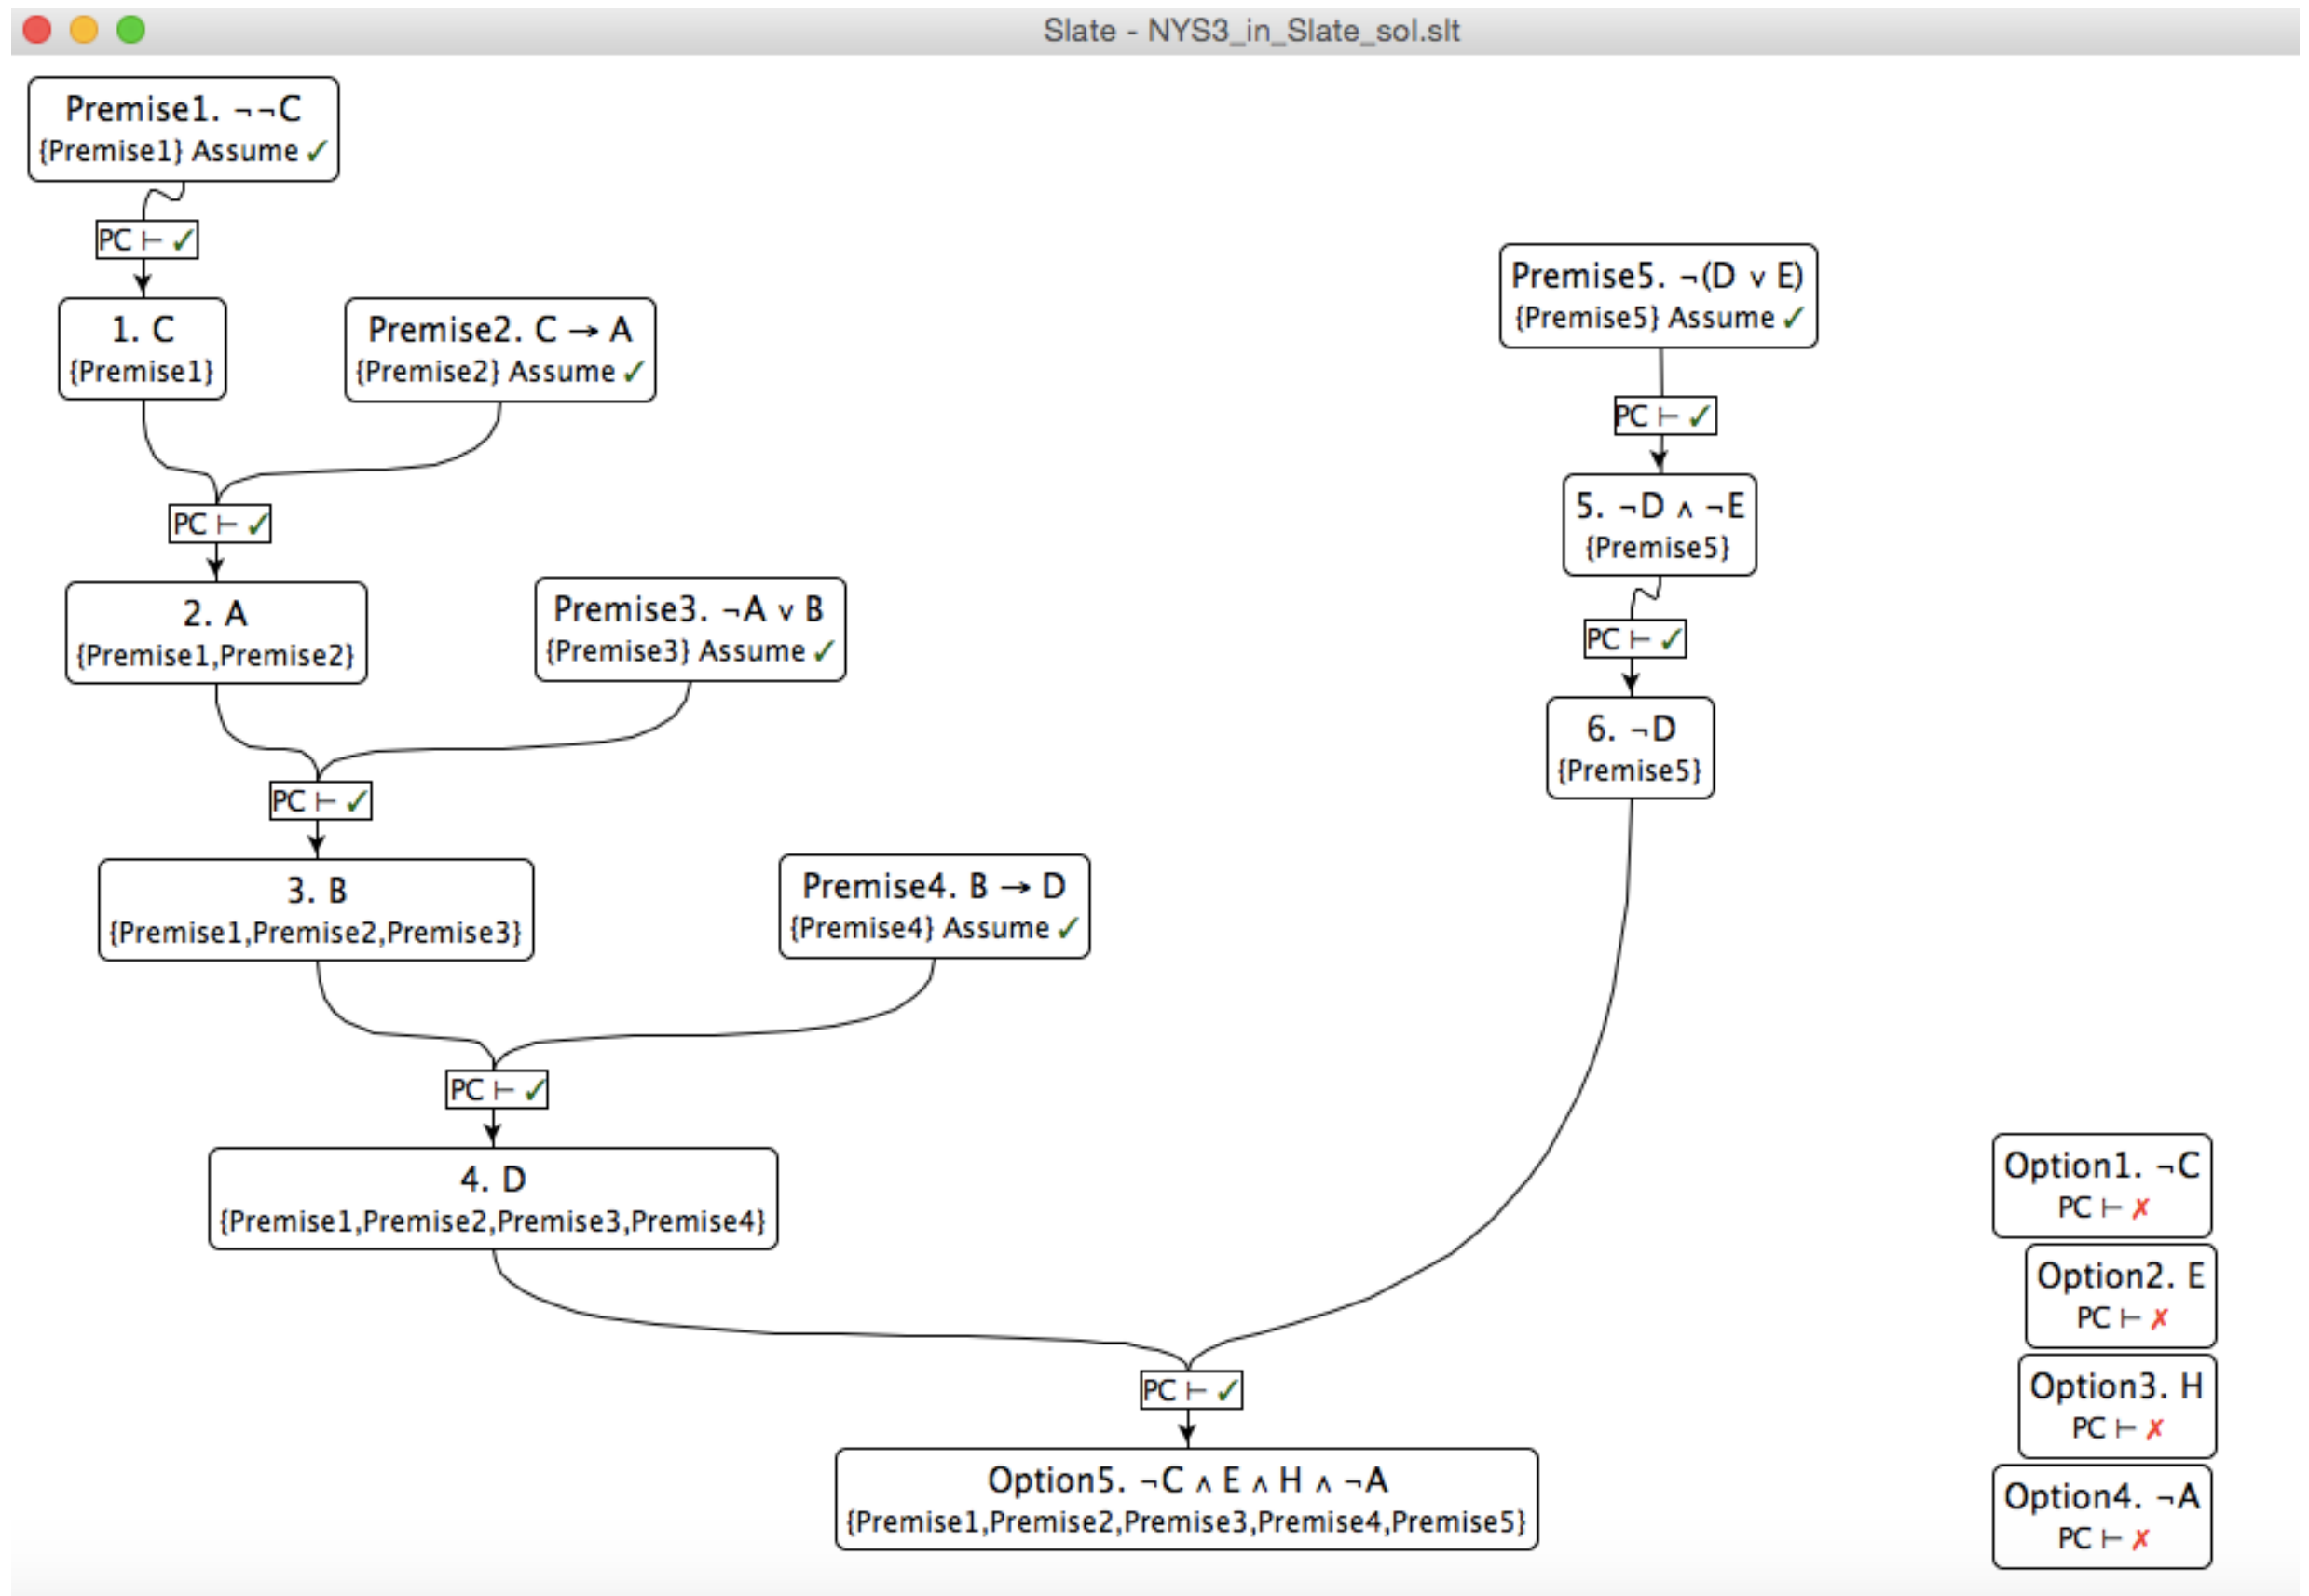 Slate - NYS3_in_Slate_sol.slt
Premise1. ¬¬C
{Premise1} Assume ✓
PC ⊢ ✓
1. C
{Premise1}
Premise2. C → A
{Premise2} Assume ✓
PC ⊢ ✓
2. A
{Premise1,Premise2}
Premise3. ¬A ∨ B
{Premise3} Assume ✓
PC ⊢ ✓
3. B
{Premise1,Premise2,Premise3}
Premise4. B → D
{Premise4} Assume ✓
PC ⊢ ✓
4. D
{Premise1,Premise2,Premise3,Premise4}
Premise5. ¬(D ∨ E)
{Premise5} Assume ✓
PC ⊢ ✓
5. ¬D ∧ ¬E
{Premise5}
PC ⊢ ✓
6. ¬D
{Premise5}
PC ⊢ ✓
Option5. ¬C ∧ E ∧ H ∧ ¬A
{Premise1,Premise2,Premise3,Premise4,Premise5}
Option1. ¬C
PC ⊢ ✗
Option2. E
PC ⊢ ✗
Option3. H
PC ⊢ ✗
Option4. ¬A
PC ⊢ ✗